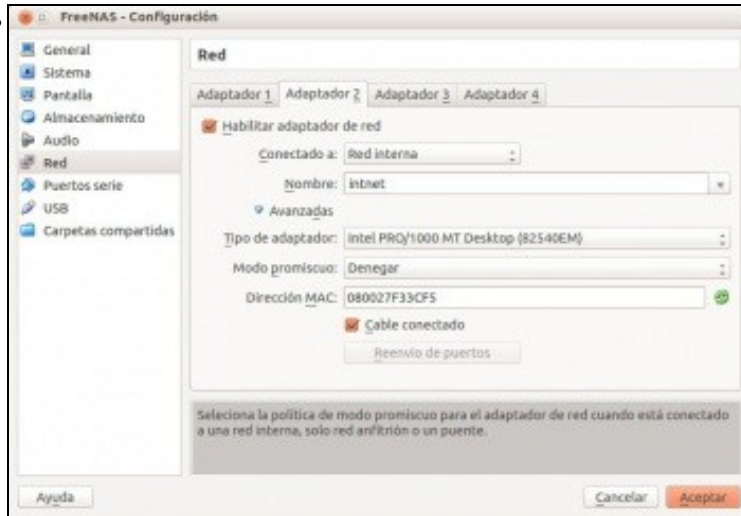 FreeNAS - Configuración
General
Sistema
Pantalla
Almacenamiento
Audio
Red
Puertos serie
USB
Carpetas compartidas
Red
Adaptador 1 Adaptador 2 Adaptador 3 Adaptador 4
Habilitar adaptador de red
Conectado a: Red interna
Nombre: intnet
Avanzadas
Tipo de adaptador: Intel PRO/1000 MT Desktop (82540EM)
Modo promiscuo: Denegar
Dirección MAC: 080027F33CF5
Cable conectado
Reenvío de puertos
Selecciona la política de modo promiscuo para el adaptador de red cuando está conectado
a una red interna, solo red anfitrión o un puente.
Ayuda Cancelar Aceptar